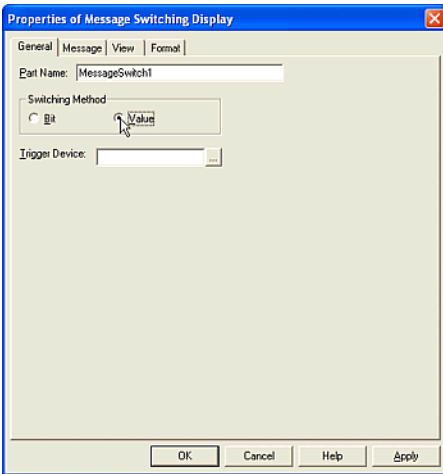 Properties of Message Switching Display
General Message View Format
Part Name: MessageSwitch1
Switching Method
Bit Value
Trigger Device: ...
OK Cancel Help Apply